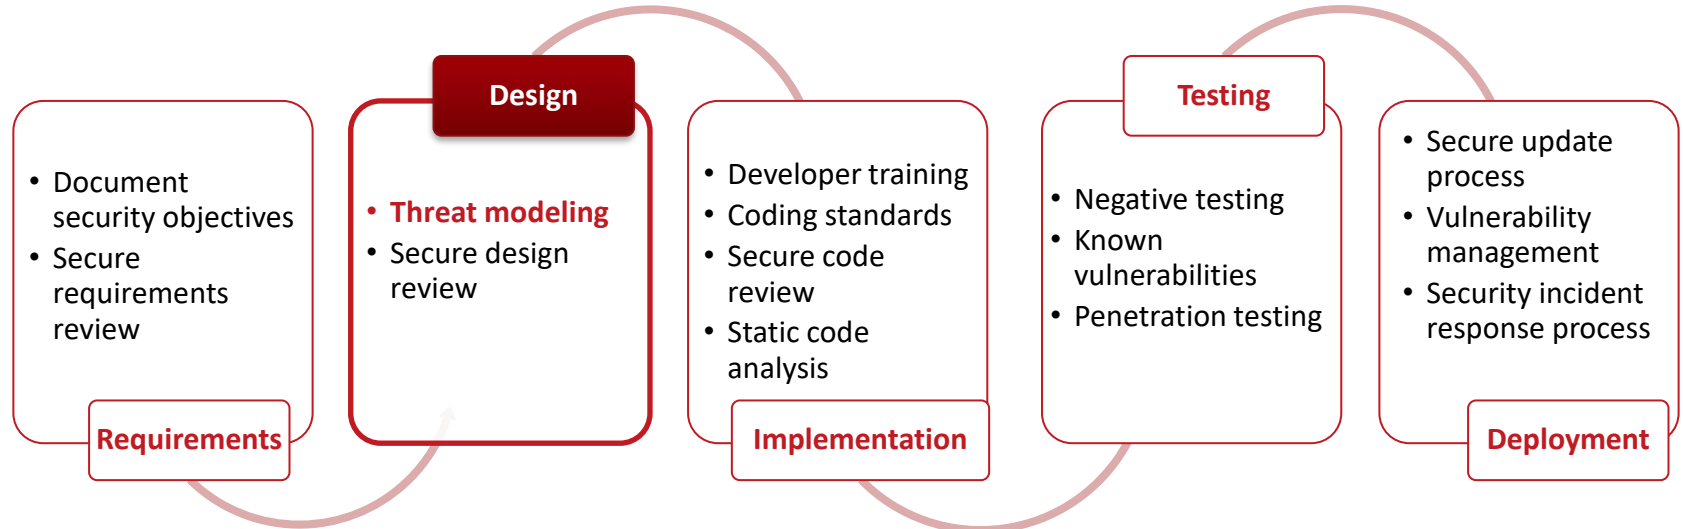 • Document
security objectives
• Secure
requirements
review
Requirements
Design
• Threat modeling
• Secure design
review
• Developer training
• Coding standards
• Secure code
review
• Static code
analysis
Implementation
Testing
• Negative testing
• Known
vulnerabilities
• Penetration testing
• Secure update
process
• Vulnerability
management
• Security incident
response process
Deployment